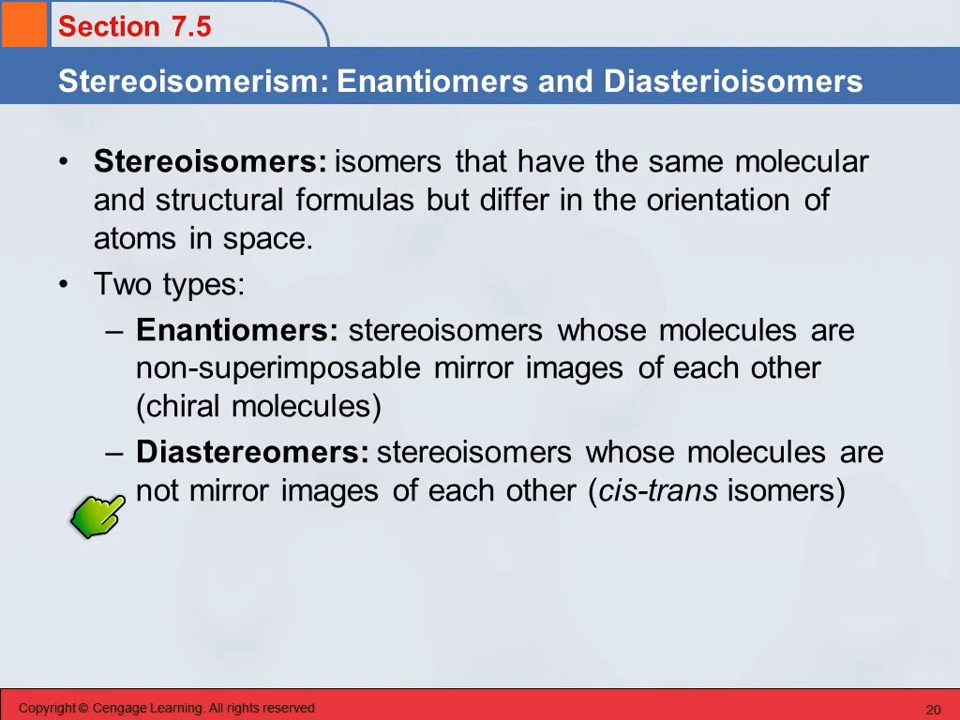 Section 7.5
Stereoisomerism: Enantiomers and Diasterioisomers
• Stereoisomers: isomers that have the same molecular
and structural formulas but differ in the orientation of
atoms in space.
• Two types:
– Enantiomers: stereoisomers whose molecules are
non-superimposable mirror images of each other
(chiral molecules)
– Diastereomers: stereoisomers whose molecules are
not mirror images of each other (cis-trans isomers)
Copyright © Cengage Learning. All rights reserved
20